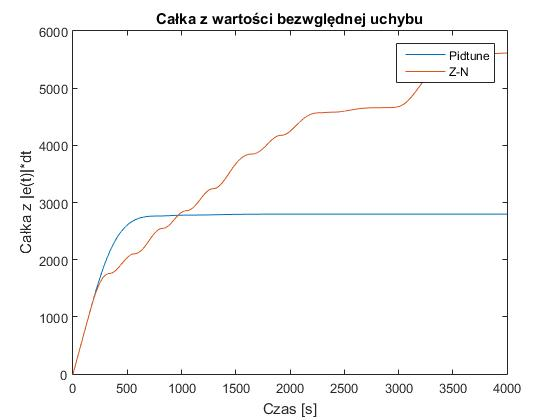 Całka z wartości bezwględnej uchybu
6000
5000
4000
3000
2000
1000
0
Całka z |e(t)|*dt
Pidtune
Z-N
0 500 1000 1500 2000 2500 3000 3500 4000
Czas [s]